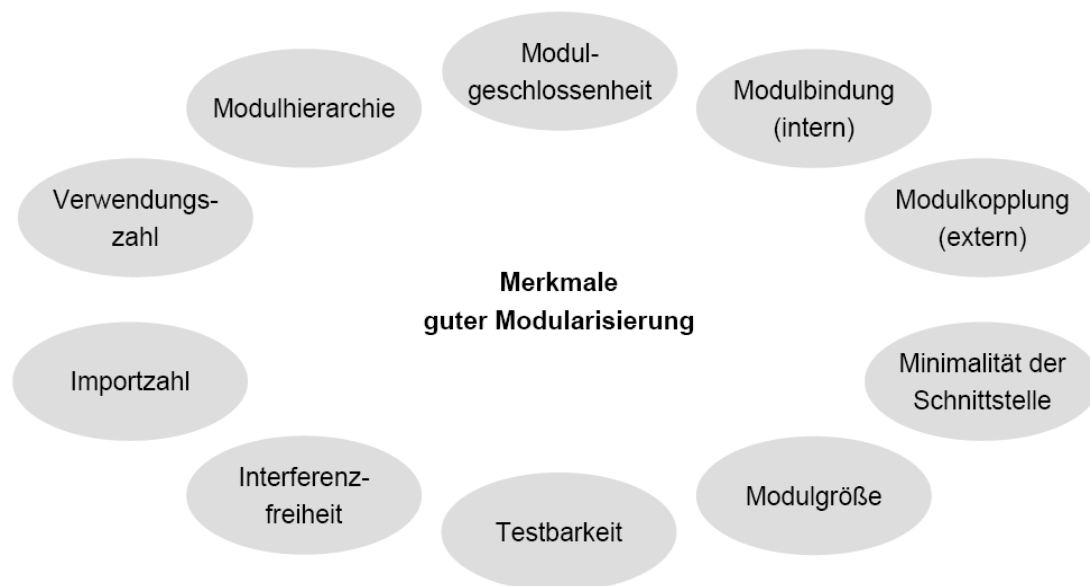 Modul-
geschlossenheit
Modulhierarchie
Modulbindung
(intern)
Verwendungs-
zahl
Modulkopplung
(extern)
Merkmale
guter Modularisierung
Importzahl
Minimalität der
Schnittstelle
Interferenz-
freiheit
Modulgröße
Testbarkeit